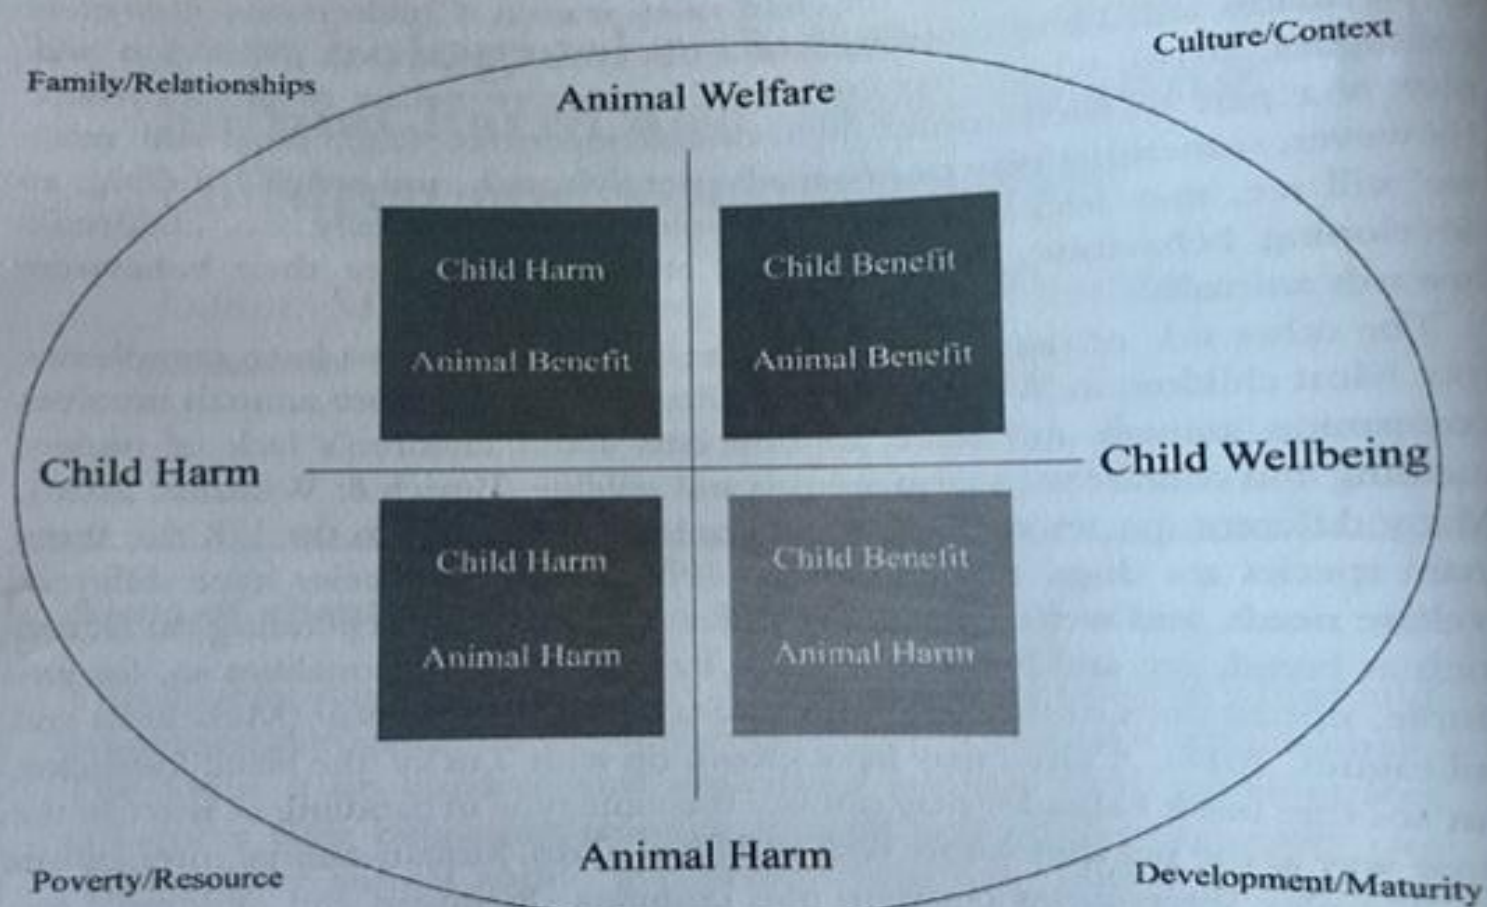 Culture/Context
Family/Relationships
Animal Welfare
Child Harm
Animal Benefit
Child Benefit
Animal Benefit
Child Harm
Child Wellbeing
Child Harm
Animal Harm
Child Benefit
Animal Harm
Animal Harm
Poverty/Resource
Development/Maturity